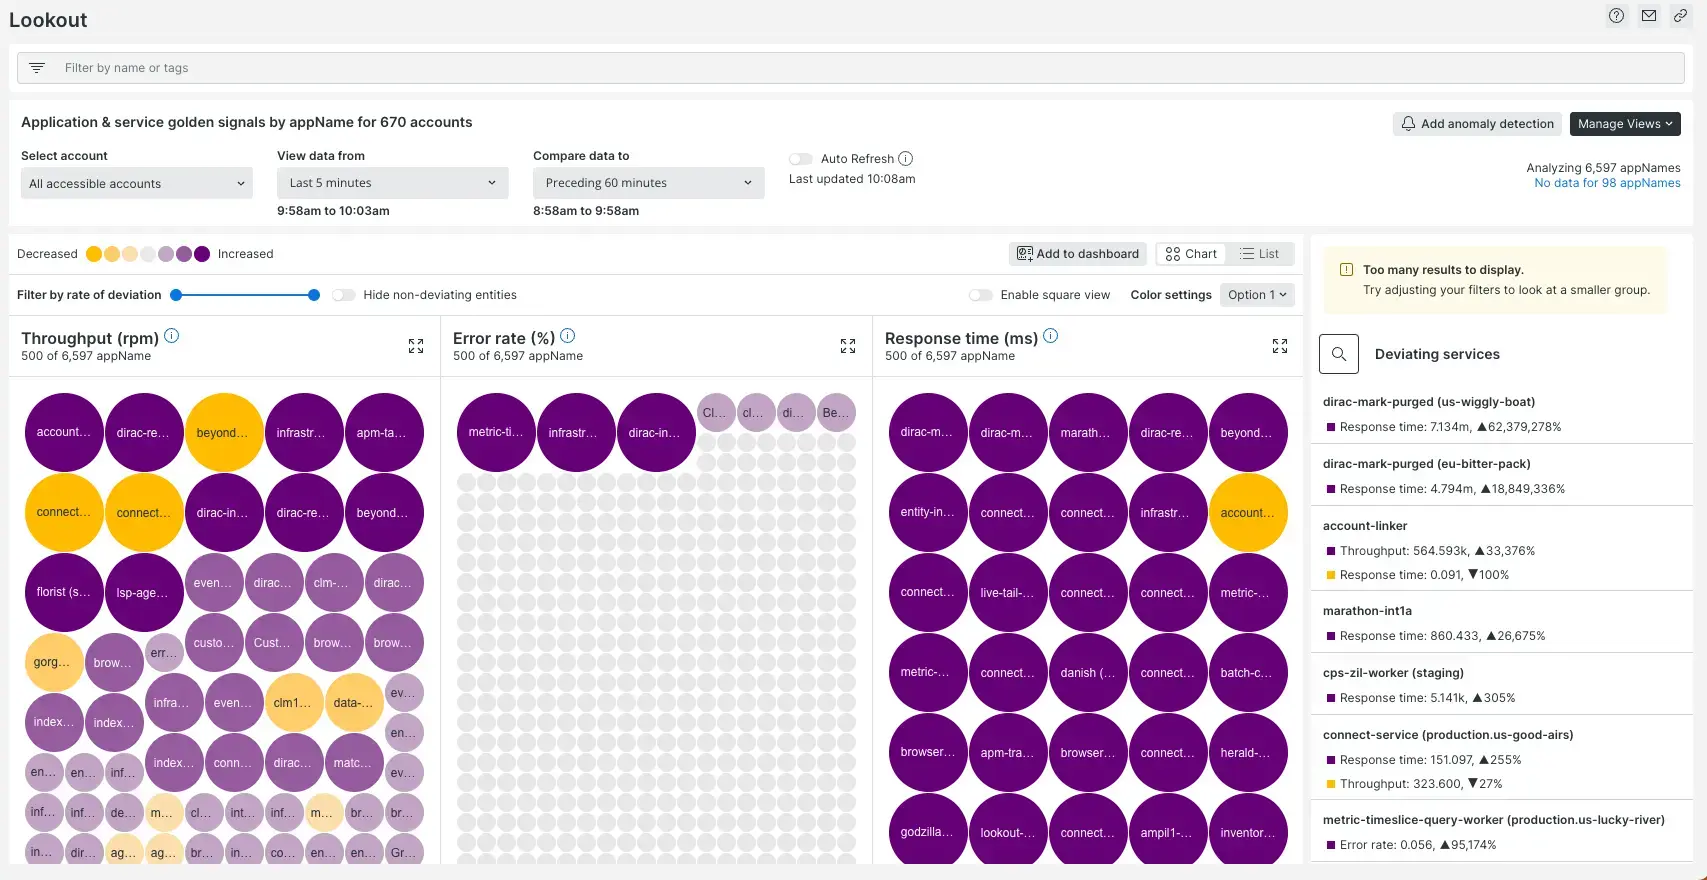 Lookout
Filter by name or tags
Application & service golden signals by appName for 670 accounts
Add anomaly detection
Manage Views
Select account
View data from
Compare data to
Auto Refresh
All accessible accounts
Last 5 minutes
Preceding 60 minutes
Last updated 10:08am
Analyzing 6,597 appNames
No data for 98 appNames
9:58am to 10:03am
8:58am to 9:58am
Decreased
Increased
Add to dashboard
Chart
List
Filter by rate of deviation
Hide non-deviating entities
Enable square view
Color settings
Option 1
Throughput (rpm)
500 of 6,597 appName
account...
dirac-re...
beyond...
infrastr...
apm-ta...
connect...
connect...
dirac-in...
dirac-re...
beyond...
florist (s...
lsp-age...
even...
dirac...
clm-...
dirac...
custo...
Cust...
brow...
brow...
gorg...
brow...
err...
infra...
even...
clm1...
data-...
ev...
index...
index...
en...
index...
conn...
dirac...
matc...
en...
en...
inf...
ev...
inf...
inf...
de...
m...
cl...
int...
inf...
m...
br...
br...
in...
dir...
ag...
ag...
br...
in...
co...
en...
en...
Gr...
Error rate (%)
500 of 6,597 appName
metric-ti...
infrastr...
dirac-in...
Cl...
cl...
di...
Be...
Response time (ms)
500 of 6,597 appName
dirac-m...
dirac-m...
marath...
dirac-re...
beyond...
entity-in...
connect...
connect...
infrastr...
account...
connect...
live-tail-...
connect...
connect...
metric-...
metric-...
connect...
danish (...
connect...
batch-c...
browser...
apm-tra...
browser...
connect...
herald-...
godzilla...
lookout-...
connect...
ampil1-...
inventor...
Too many results to display.
Try adjusting your filters to look at a smaller group.
Deviating services
dirac-mark-purged (us-wiggly-boat)
Response time: 7.134m, ▲62,379,278%
dirac-mark-purged (eu-bitter-pack)
Response time: 4.794m, ▲18,849,336%
account-linker
Throughput: 564.593k, ▲33,376%
Response time: 0.091, ▼100%
marathon-int1a
Response time: 860.433, ▲26,675%
cps-zil-worker (staging)
Response time: 5.141k, ▲305%
connect-service (production.us-good-airs)
Response time: 151.097, ▲255%
Throughput: 323.600, ▼27%
metric-timeslice-query-worker (production.us-lucky-river)
Error rate: 0.056, ▲95,174%